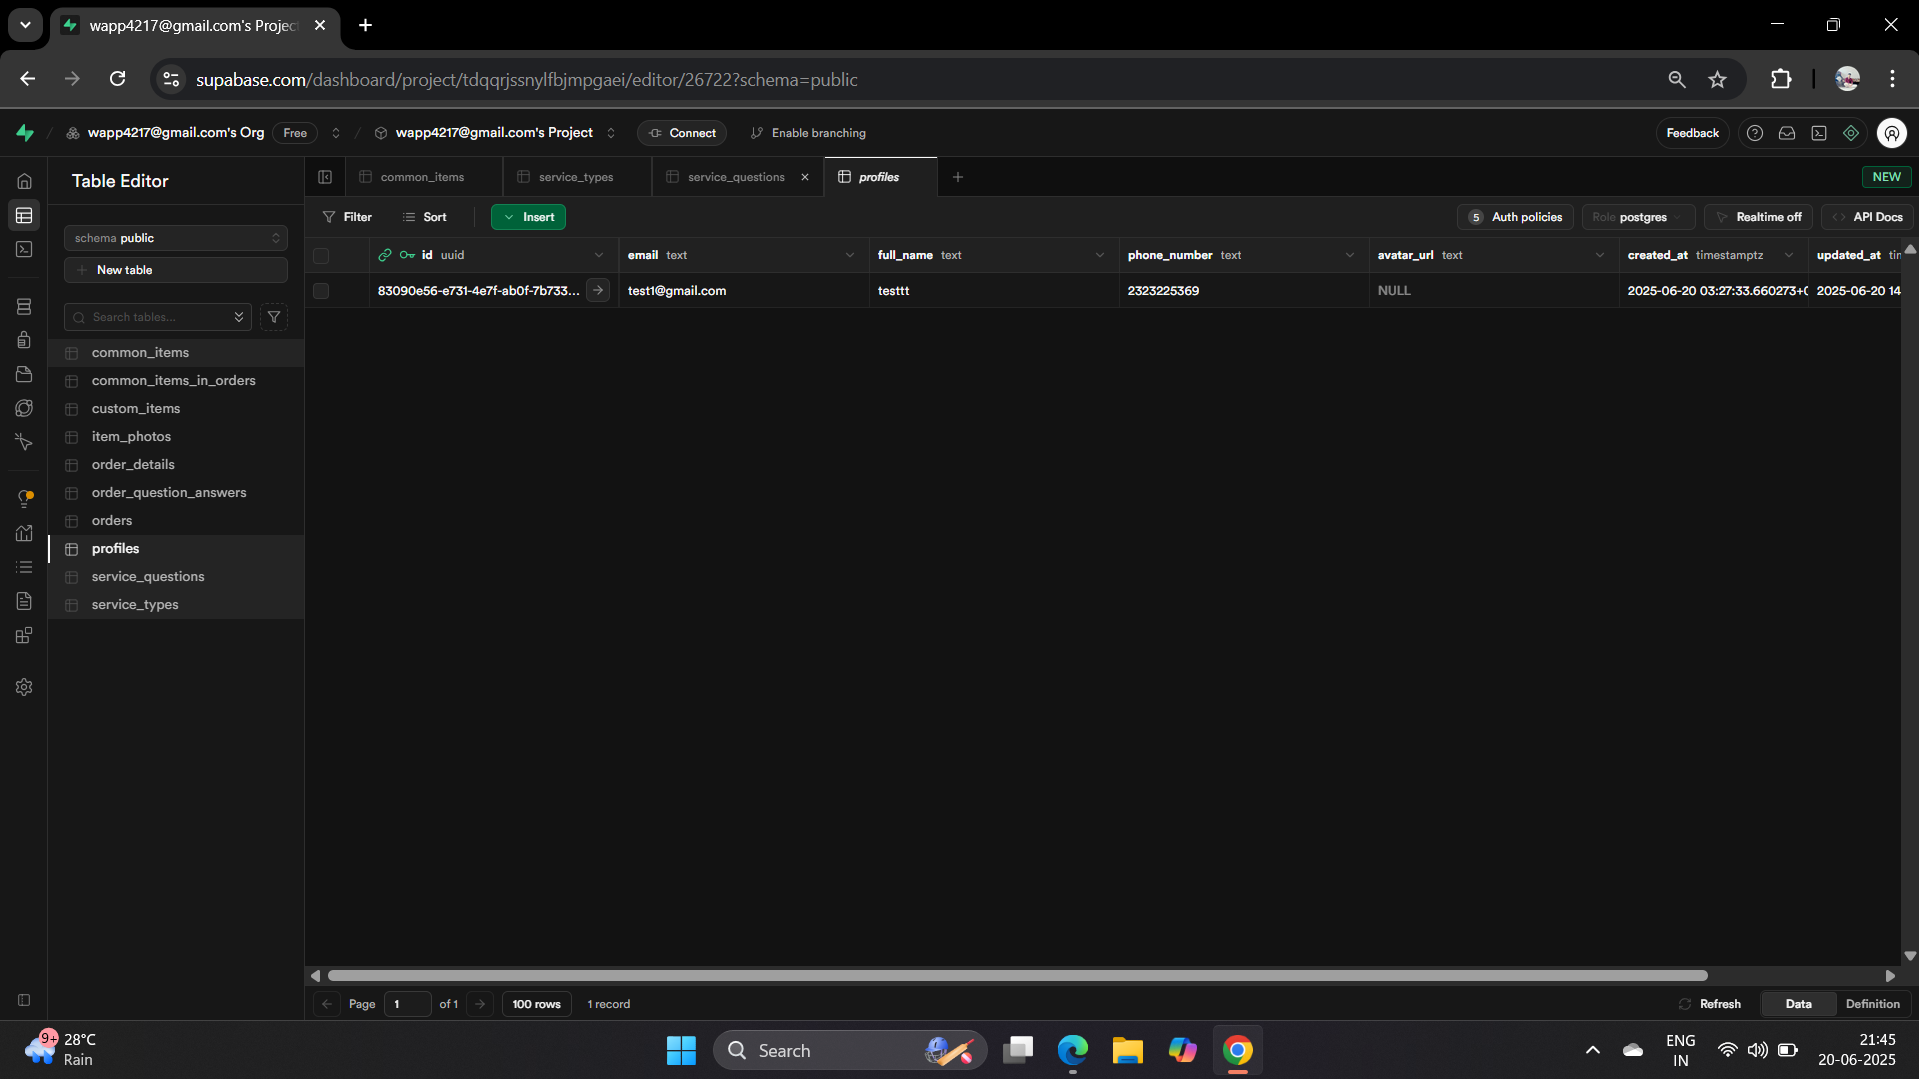 wapp4217@gmail.com's Projec
supabase.com/dashboard/project/tdqqrjssnylfbjmpgaei/editor/26722?schema=public
wapp4217@gmail.com's Org Free / wapp4217@gmail.com's Project Connect Enable branching Feedback
Table Editor
common_items service_types service_questions profiles NEW
schema public
New table
Search tables...
common_items
common_items_in_orders
custom_items
item_photos
order_details
order_question_answers
orders
profiles
service_questions
service_types
Filter Sort Insert 5 Auth policies Role postgres Realtime off API Docs
id uuid email text full_name text phone_number text avatar_url text created_at timestamptz updated_at tim
83090e56-e731-4e7f-ab0f-7b733... test1@gmail.com testtt 2323225369 NULL 2025-06-20 03:27:33.660273+0 2025-06-20 14
Page 1 of 1 100 rows 1 record Refresh Data Definition
9+ 28°C
Rain
Search
ENG
IN
21:45
20-06-2025